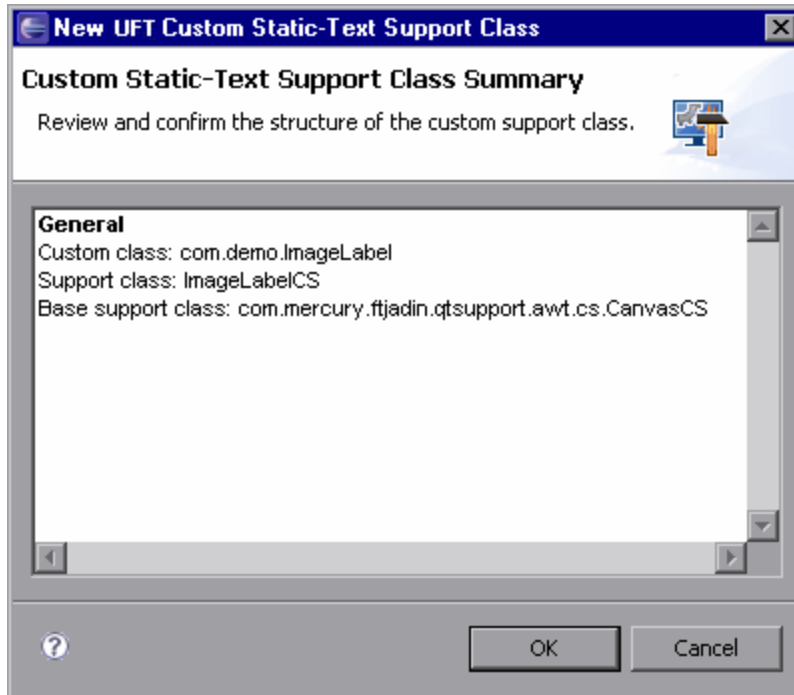 New UFT Custom Static-Text Support Class
Custom Static-Text Support Class Summary
Review and confirm the structure of the custom support class.
General
Custom class: com.demo.ImageLabel
Support class: ImageLabelCS
Base support class: com.mercury.ftjadin.qtsupport.awt.cs.CanvasCS
OK
Cancel